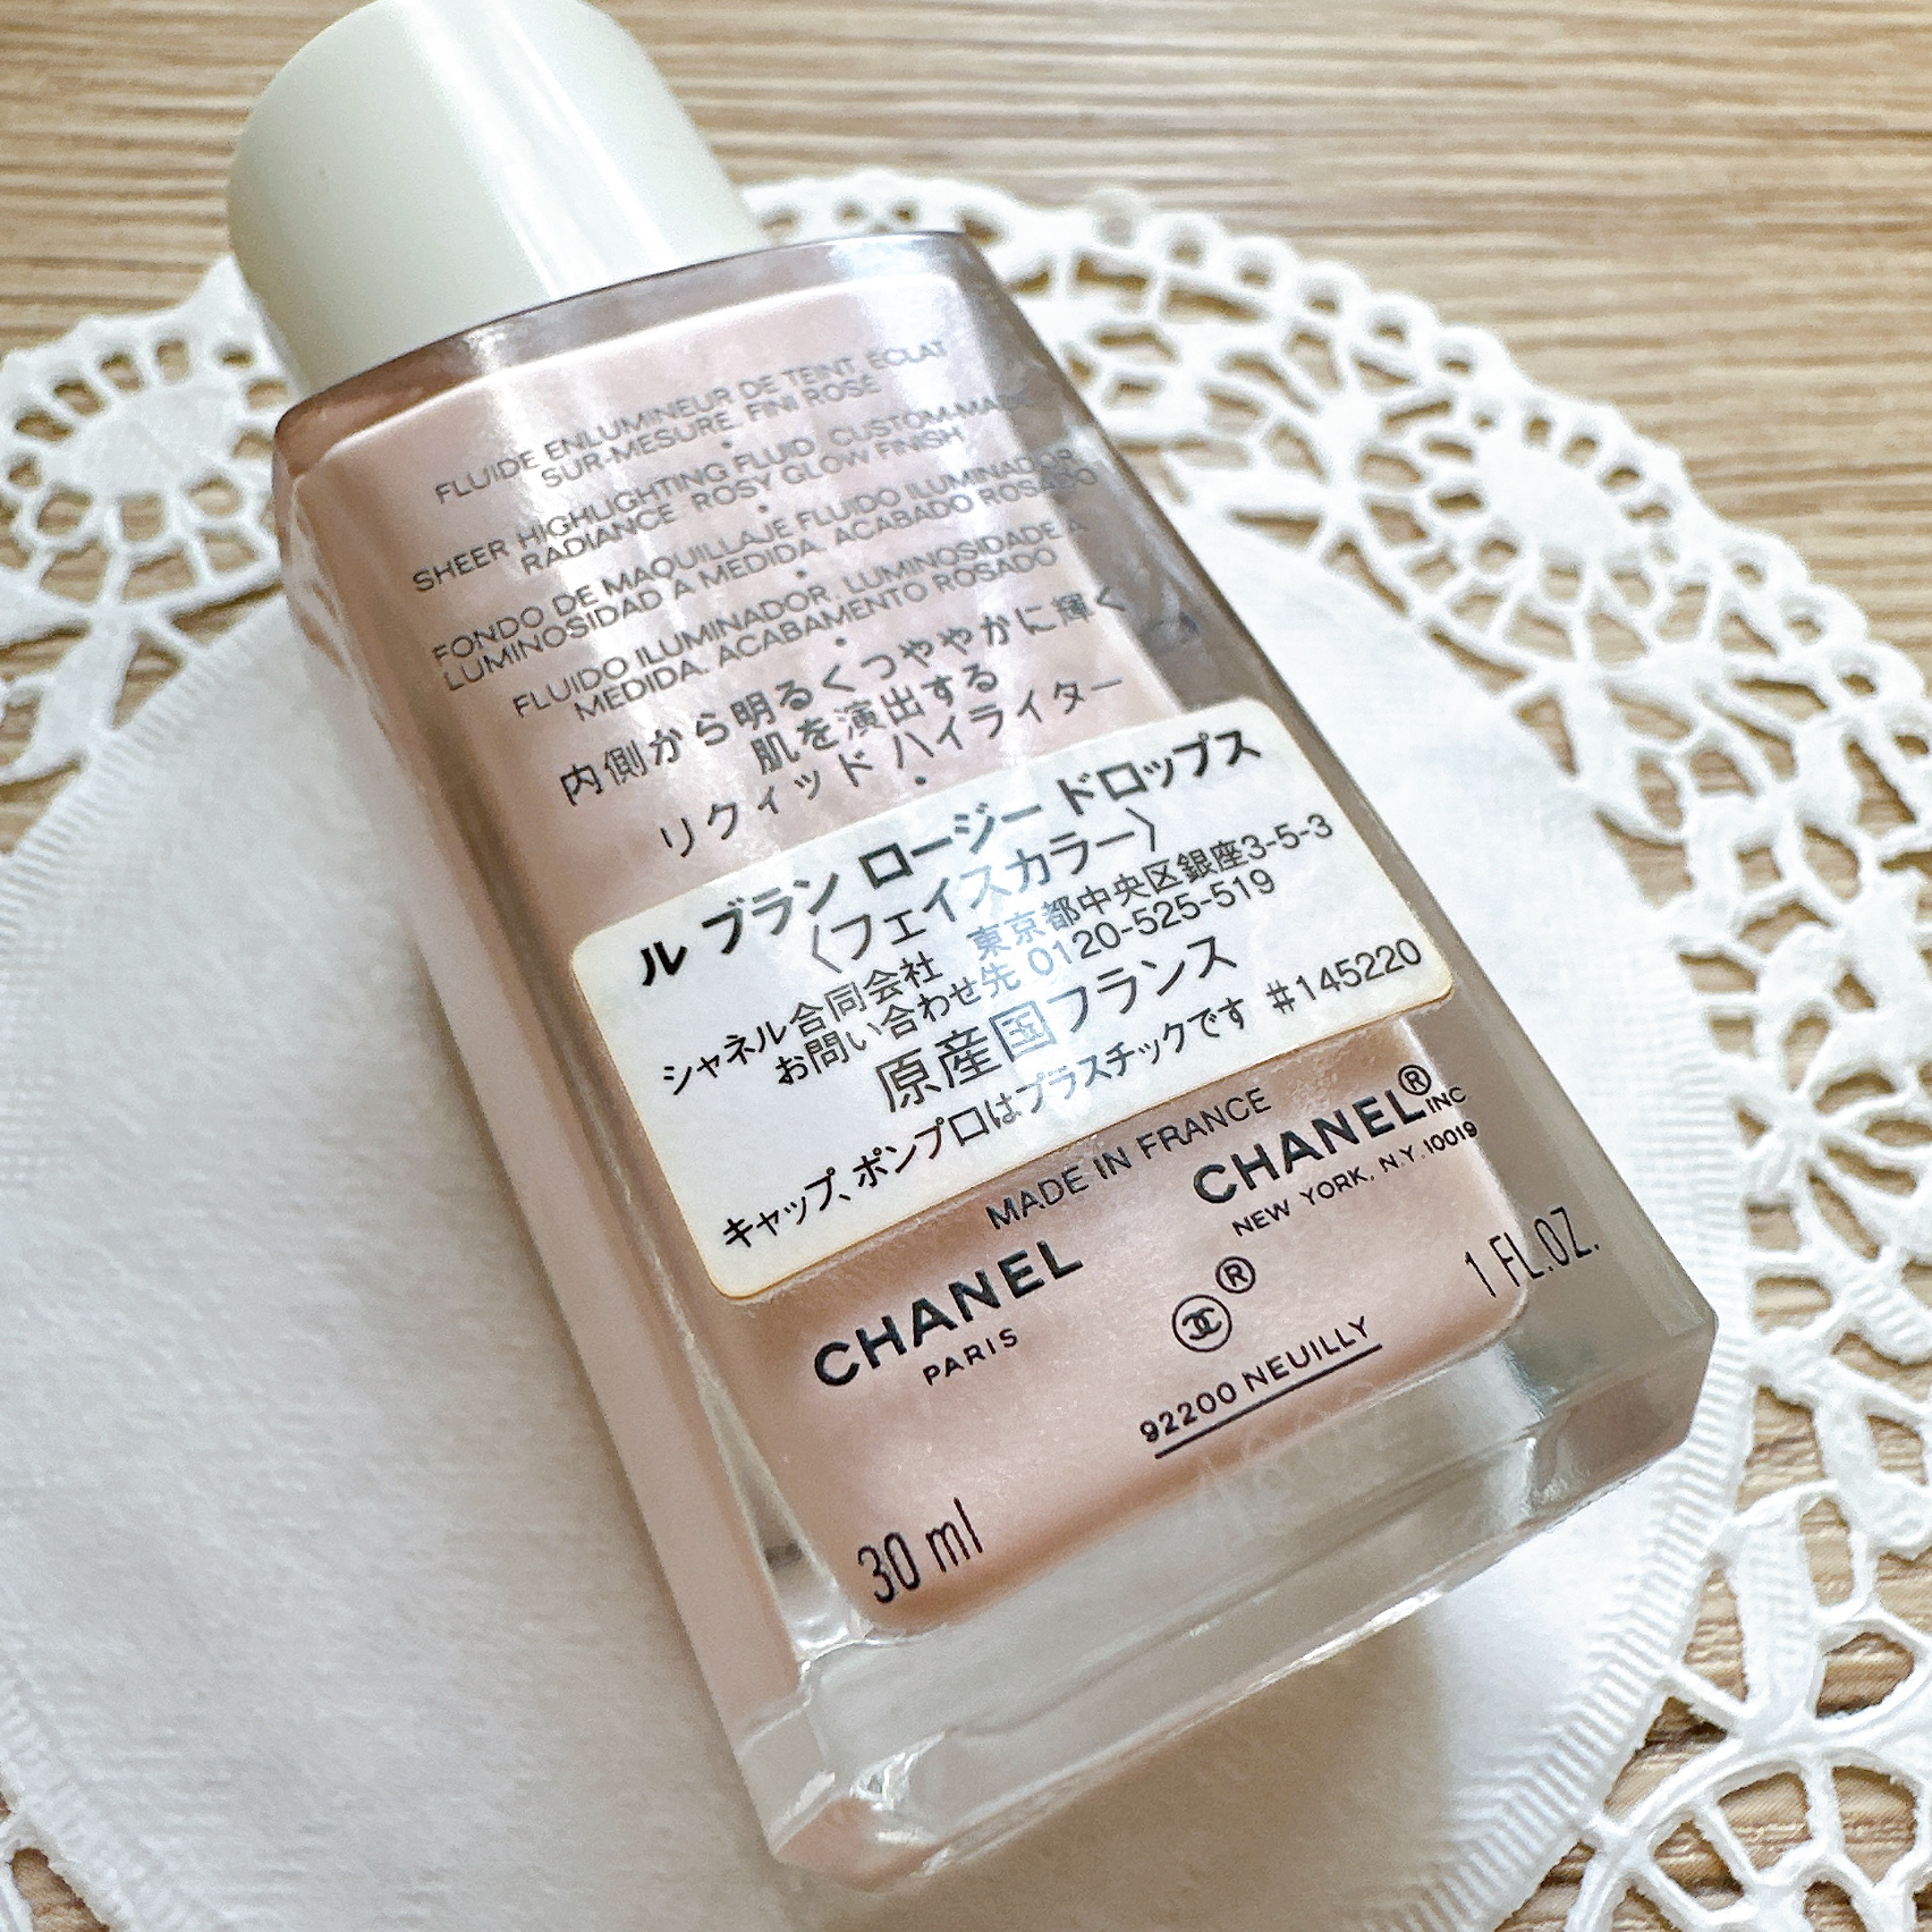 FLUIDE ENLUMINEUR DE TEINT. ÉCLAT
SUR-MESURE. FINI ROSÉ
•
SHEER HIGHLIGHTING FLUID. CUSTOM-MADE
RADIANCE ROSY GLOW FINISH
•
FONDO DE MAQUILLAJE FLUIDO ILUMINADOR.
LUMINOSIDAD A MEDIDA. ACABADO ROSADO
•
FLUIDO ILUMINADOR. LUMINOSIDADE À
MEDIDA. ACABAMENTO ROSADO
•
内側から明るくつややかに輝く
肌を演出する
リクィッド ハイライター
•
ル ブラン ロージー ドロップス
〈フェイスカラー〉
シャネル合同会社 東京都中央区銀座3-5-3
お問い合わせ先 0120-525-519
原産国フランス
キャップ、ポンプ口はプラスチックです #145220
MADE IN FRANCE
CHANEL
PARIS
CHANEL® INC
NEW YORK, N.Y. 10019
®
92200 NEUILLY
30 ml
1 FL.OZ.